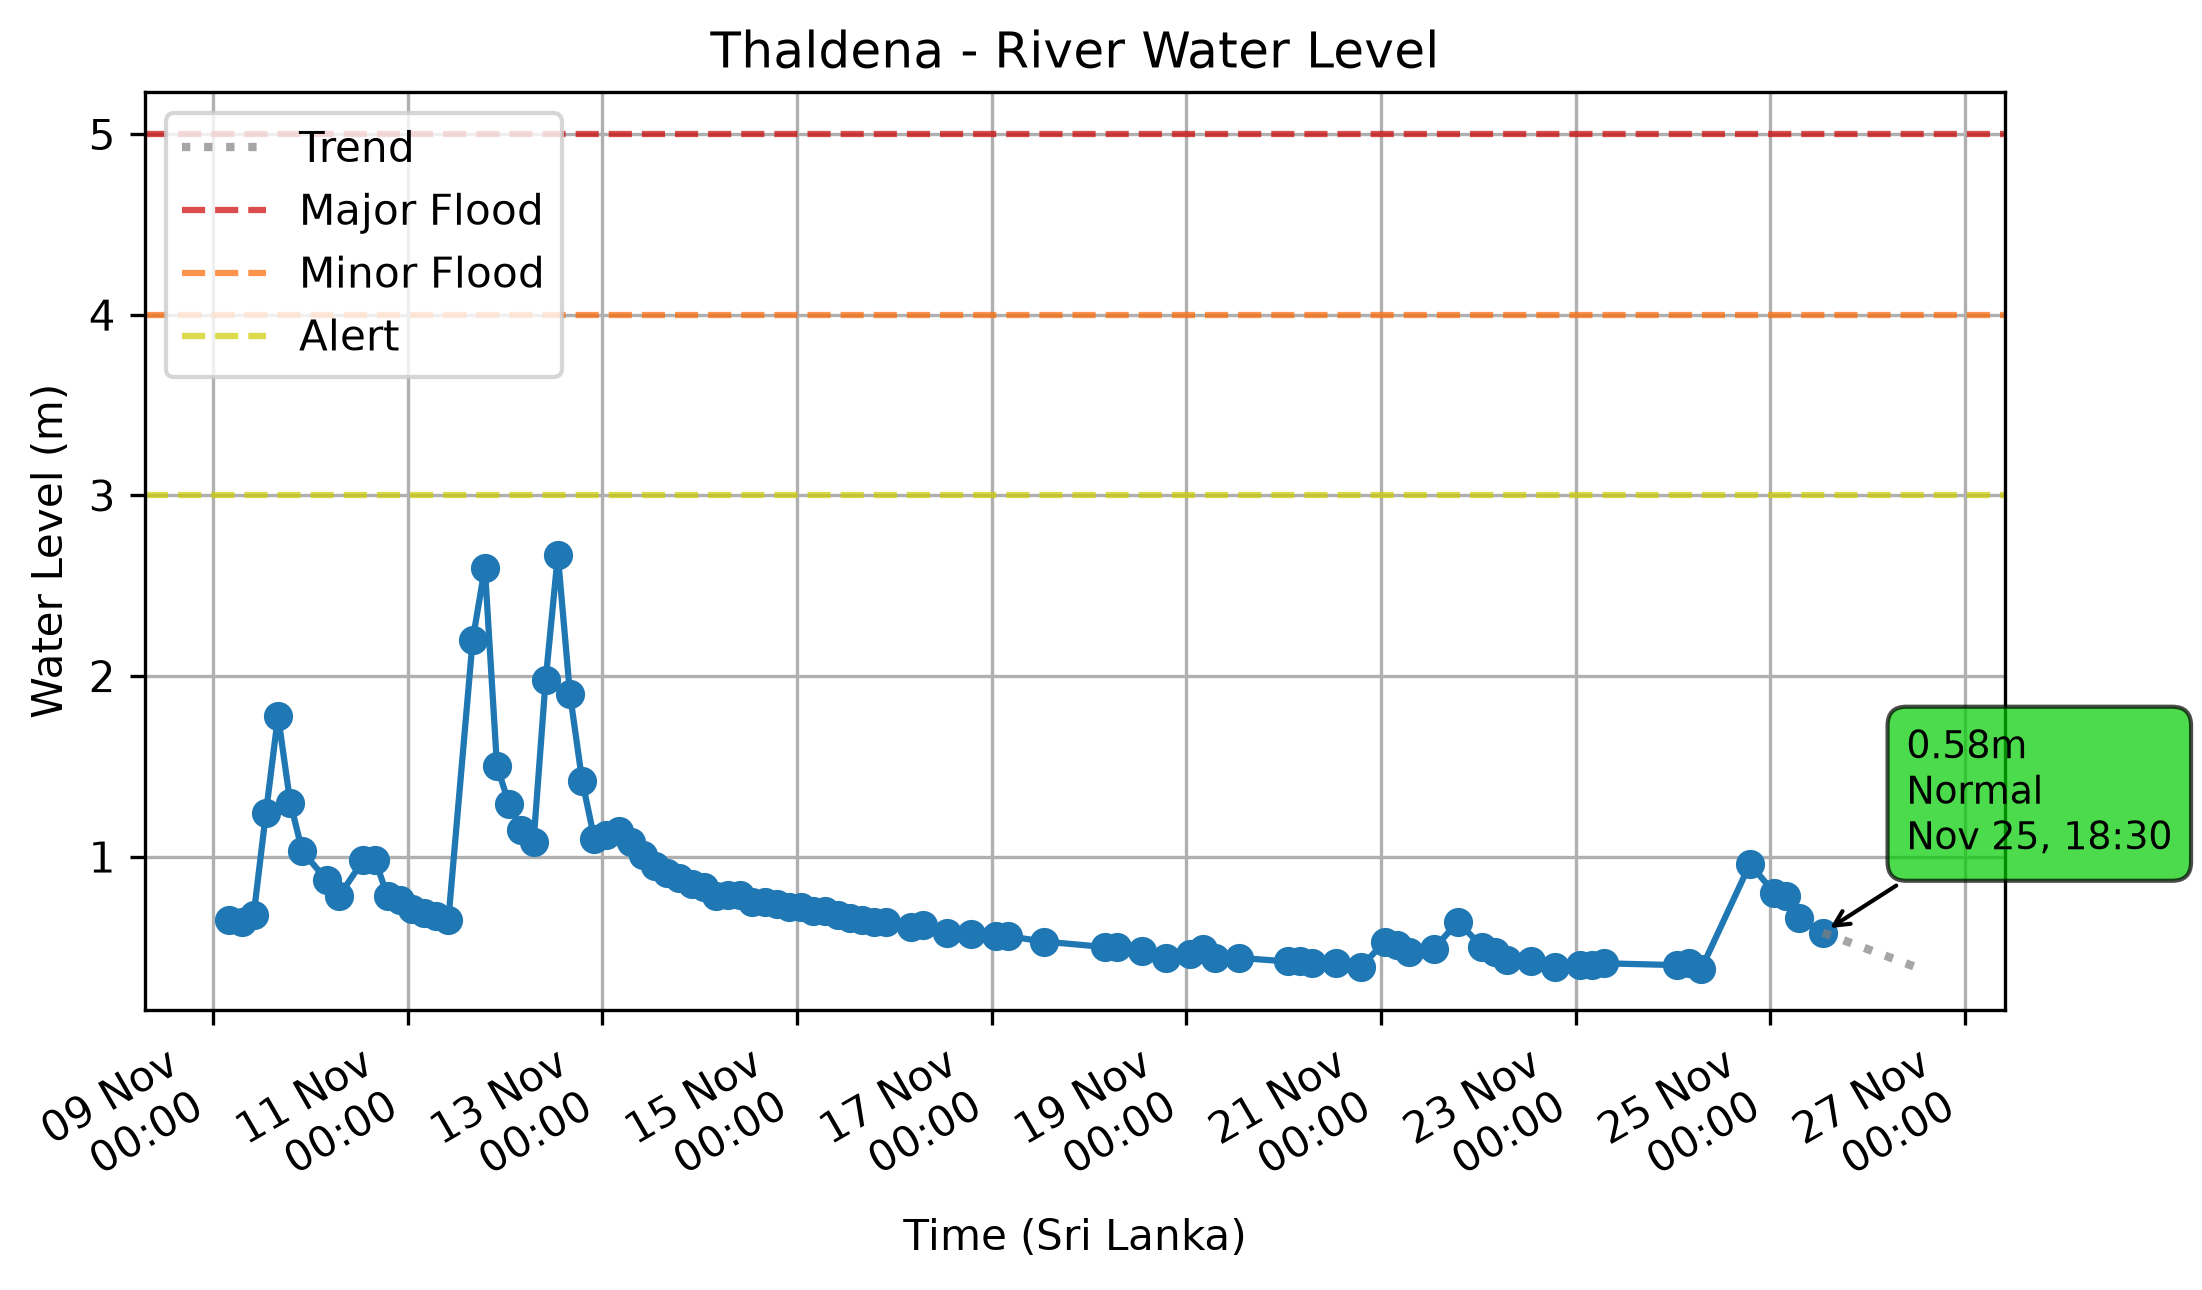 Thaldena - River Water Level
Trend
Major Flood
Minor Flood
Alert
Water Level (m)
5
4
3
2
1
0.58m
Normal
Nov 25, 18:30
09 Nov
00:00
11 Nov
00:00
13 Nov
00:00
15 Nov
00:00
17 Nov
00:00
19 Nov
00:00
21 Nov
00:00
23 Nov
00:00
25 Nov
00:00
27 Nov
00:00
Time (Sri Lanka)